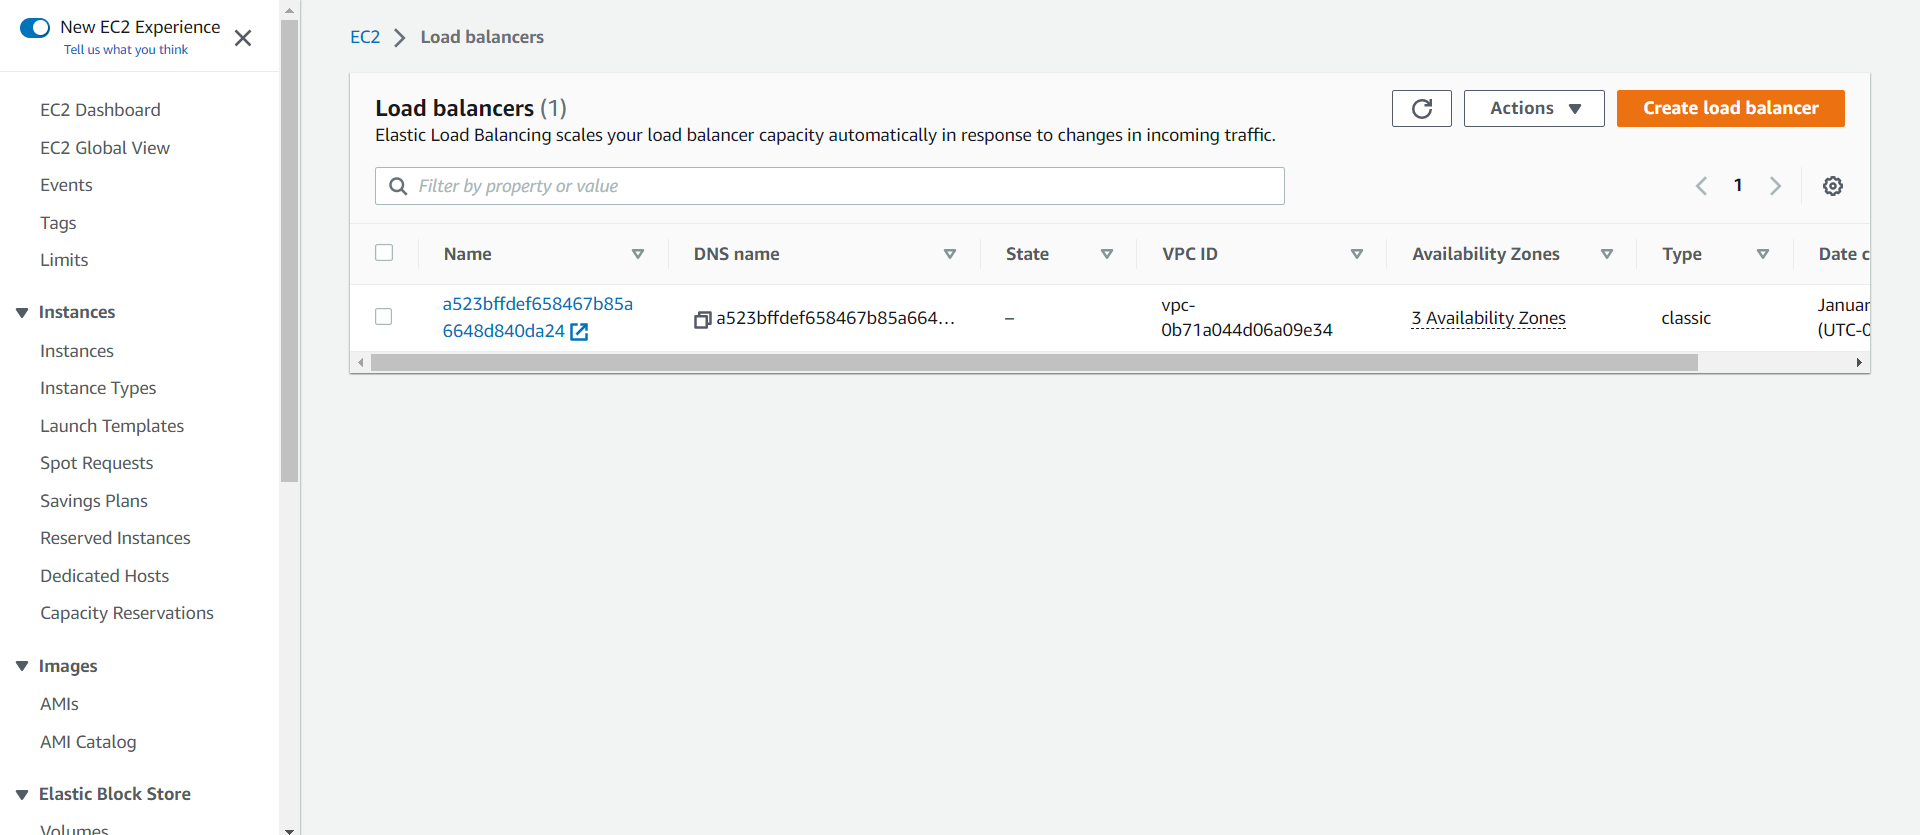 New EC2 Experience
Tell us what you think
EC2 Dashboard
EC2 Global View
Events
Tags
Limits
Instances
Instances
Instance Types
Launch Templates
Spot Requests
Savings Plans
Reserved Instances
Dedicated Hosts
Capacity Reservations
Images
AMIs
AMI Catalog
Elastic Block Store
Volumes
EC2 > Load balancers
Load balancers (1)
Elastic Load Balancing scales your load balancer capacity automatically in response to changes in incoming traffic.
Actions
Create load balancer
Filter by property or value
1
Name DNS name State VPC ID Availability Zones Type Date c
a523bffdef658467b85a
6648d840da24
a523bffdef658467b85a664...
–
vpc-
0b71a044d06a09e34
3 Availability Zones
classic
Januar
(UTC-0